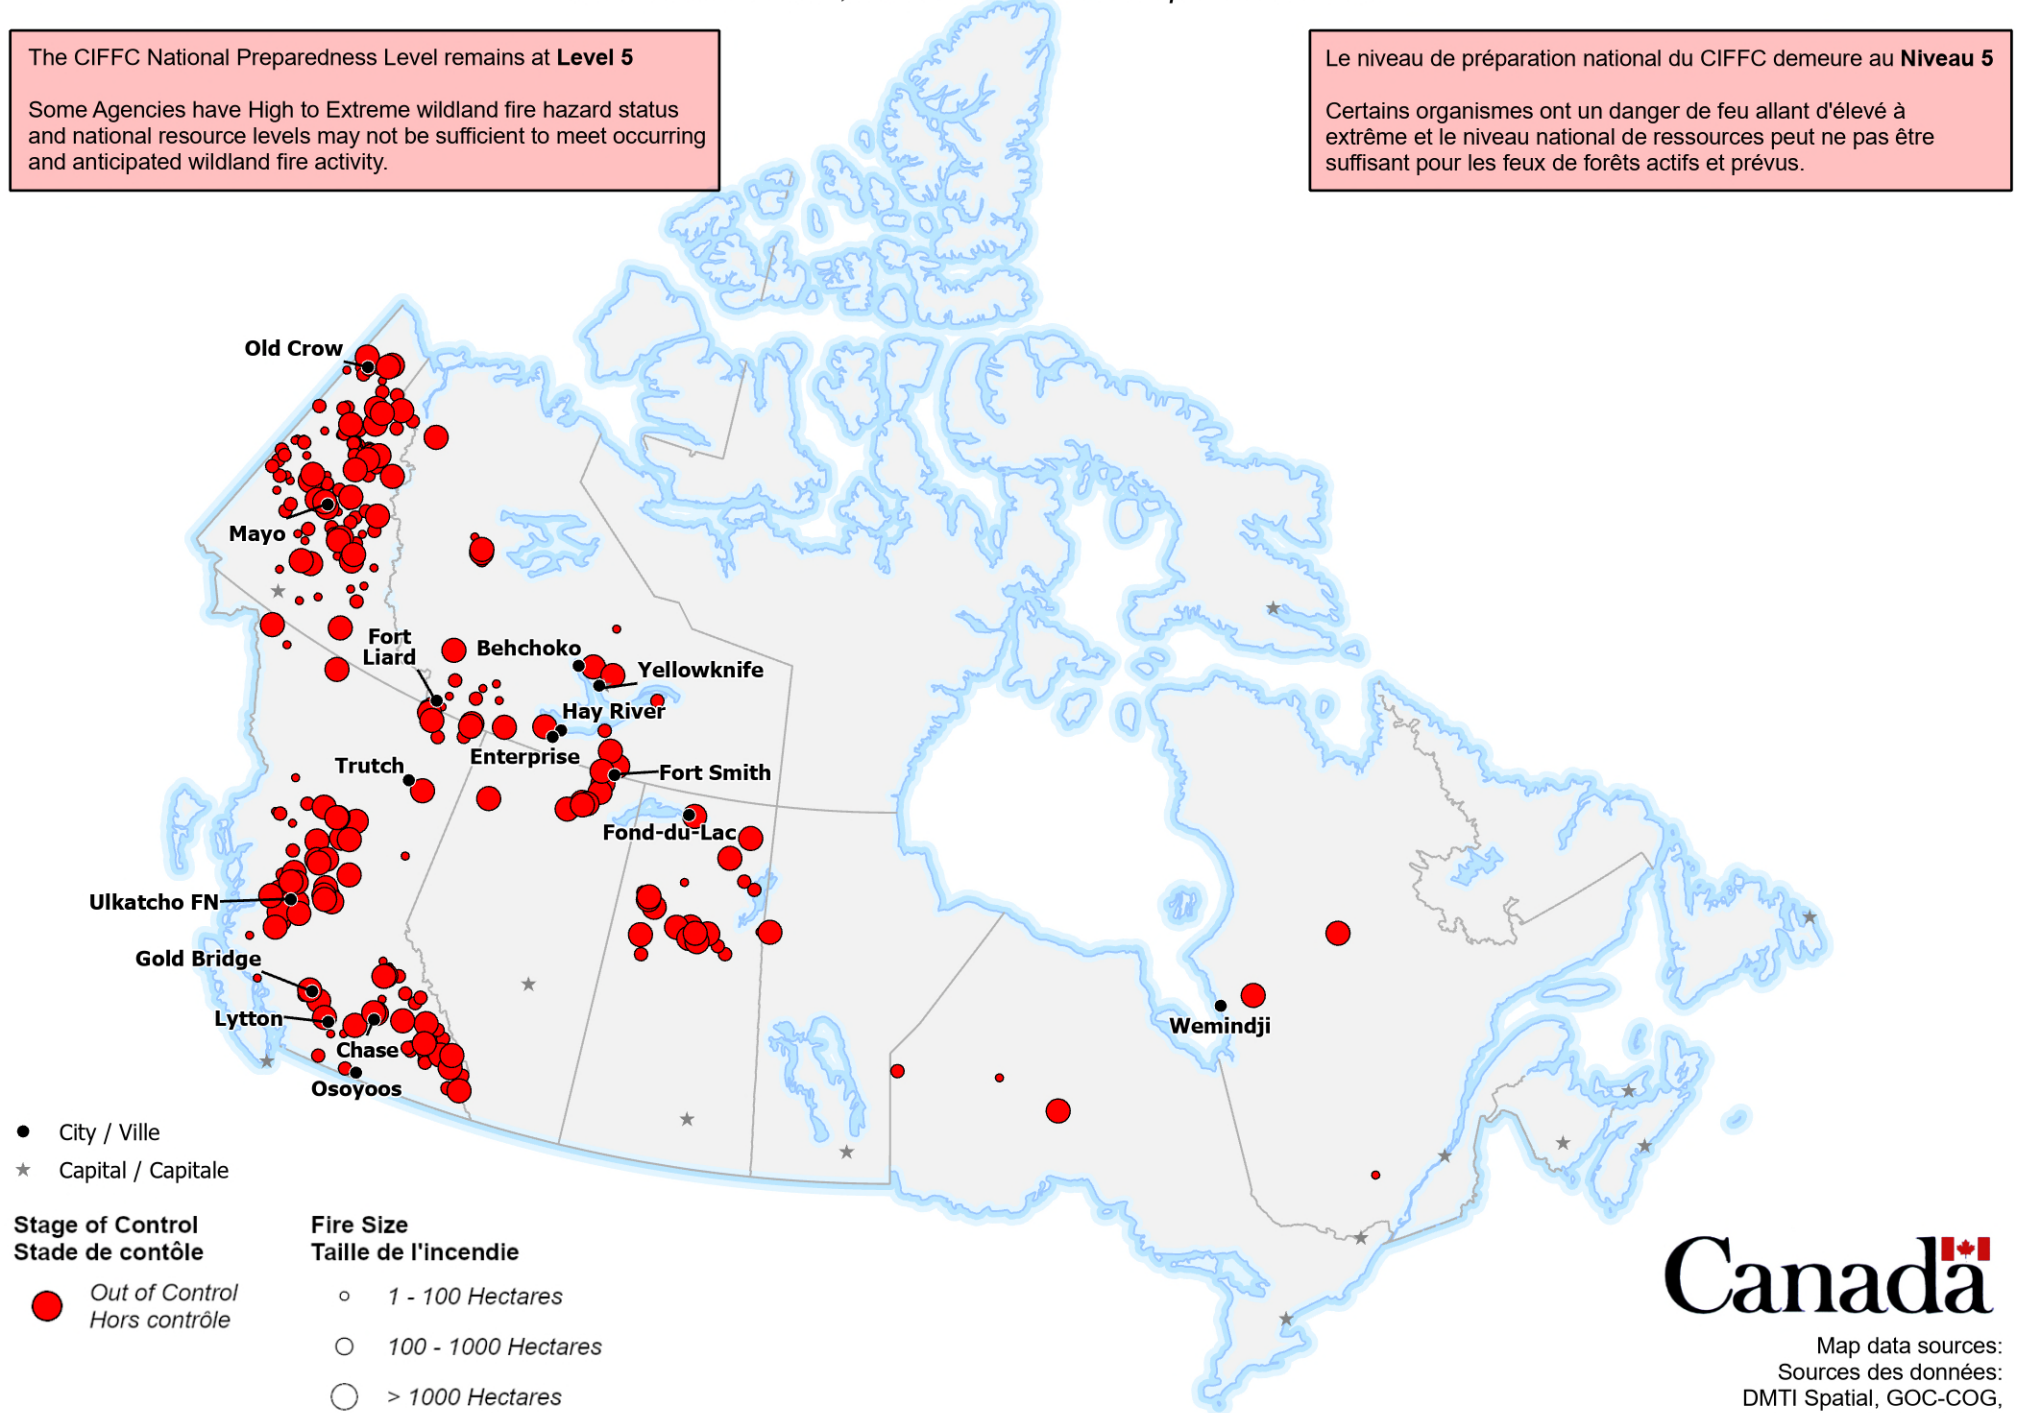 The CIFFC National Preparedness Level remains at Level 5
Some Agencies have High to Extreme wildland fire hazard status
and national resource levels may not be sufficient to meet occurring
and anticipated wildland fire activity.
Le niveau de préparation national du CIFFC demeure au Niveau 5
Certains organismes ont un danger de feu allant d'élevé à
extrême et le niveau national de ressources peut ne pas être
suffisant pour les feux de forêts actifs et prévus.
Old Crow
Mayo
Fort
Liard
Behchoko
Yellowknife
Hay River
Enterprise
Trutch
Fort Smith
Fond-du-Lac
Ulkatcho FN
Gold Bridge
Lytton
Chase
Osoyoos
Wemindji
City / Ville
Capital / Capitale
Stage of Control
Stade de contôle
Out of Control
Hors contrôle
Fire Size
Taille de l'incendie
1 - 100 Hectares
100 - 1000 Hectares
> 1000 Hectares
Canada
Map data sources:
Sources des données:
DMTI Spatial, GOC-COG,